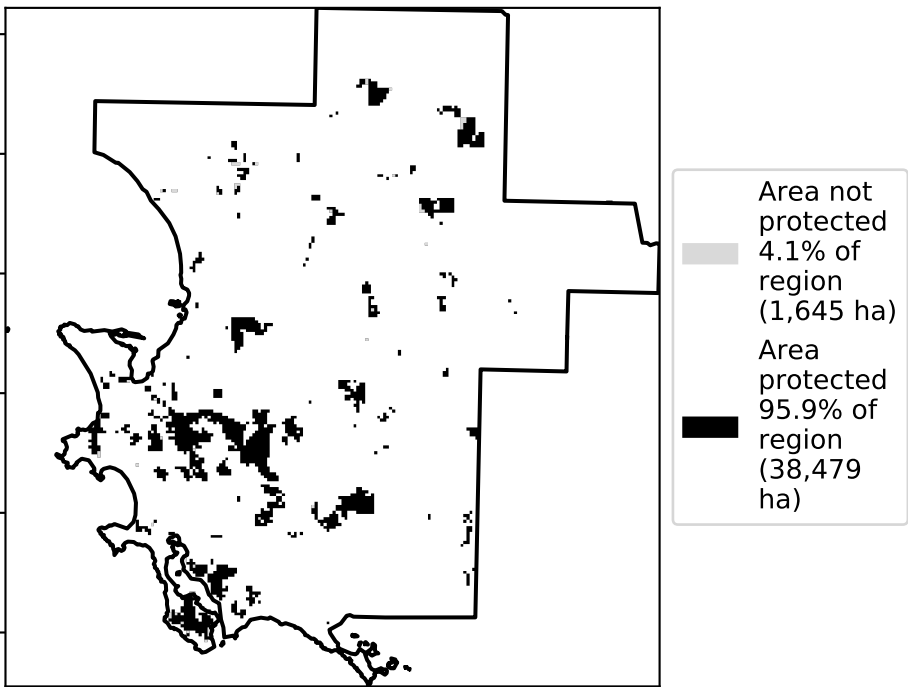 Area not
protected
4.1% of
region
(1,645 ha)
Area
protected
95.9% of
region
(38,479
ha)